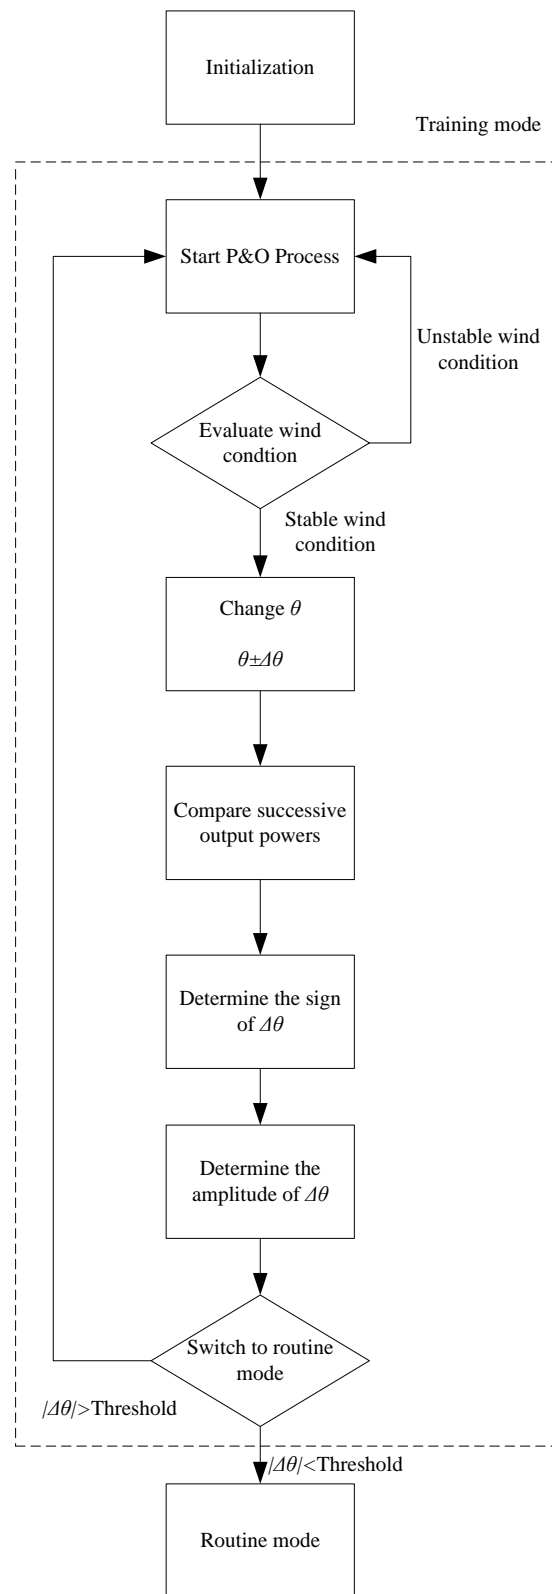 Initialization
Training mode
Start P&O Process
Unstable wind
condition
Evaluate wind
condtion
Stable wind
condition
Change θ
θ±Δθ
Compare successive
output powers
Determine the sign
of Δθ
Determine the
amplitude of Δθ
Switch to routine
mode
|Δθ|>Threshold
|Δθ|<Threshold
Routine mode